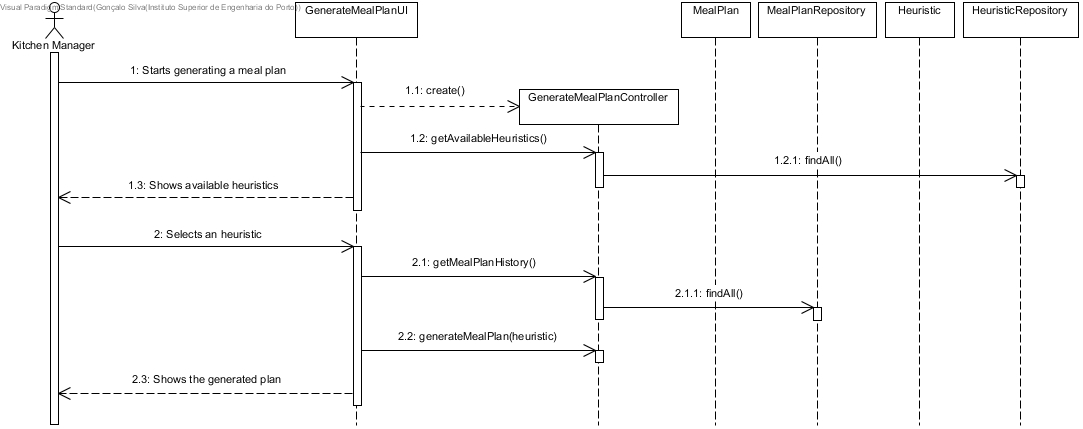 Visual Paradigm Standard(Gonçalo Silva(Instituto Superior de Engenharia do Porto))
Kitchen Manager
GenerateMealPlanUI
MealPlan
MealPlanRepository
Heuristic
HeuristicRepository
1: Starts generating a meal plan
1.1: create()
GenerateMealPlanController
1.2: getAvailableHeuristics()
1.2.1: findAll()
1.3: Shows available heuristics
2: Selects an heuristic
2.1: getMealPlanHistory()
2.1.1: findAll()
2.2: generateMealPlan(heuristic)
2.3: Shows the generated plan